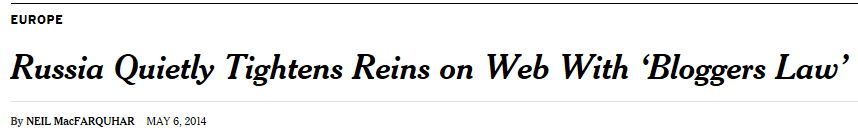 EUROPE
Russia Quietly Tightens Reins on Web With ‘Bloggers Law’
By NEIL MacFARQUHAR MAY 6, 2014